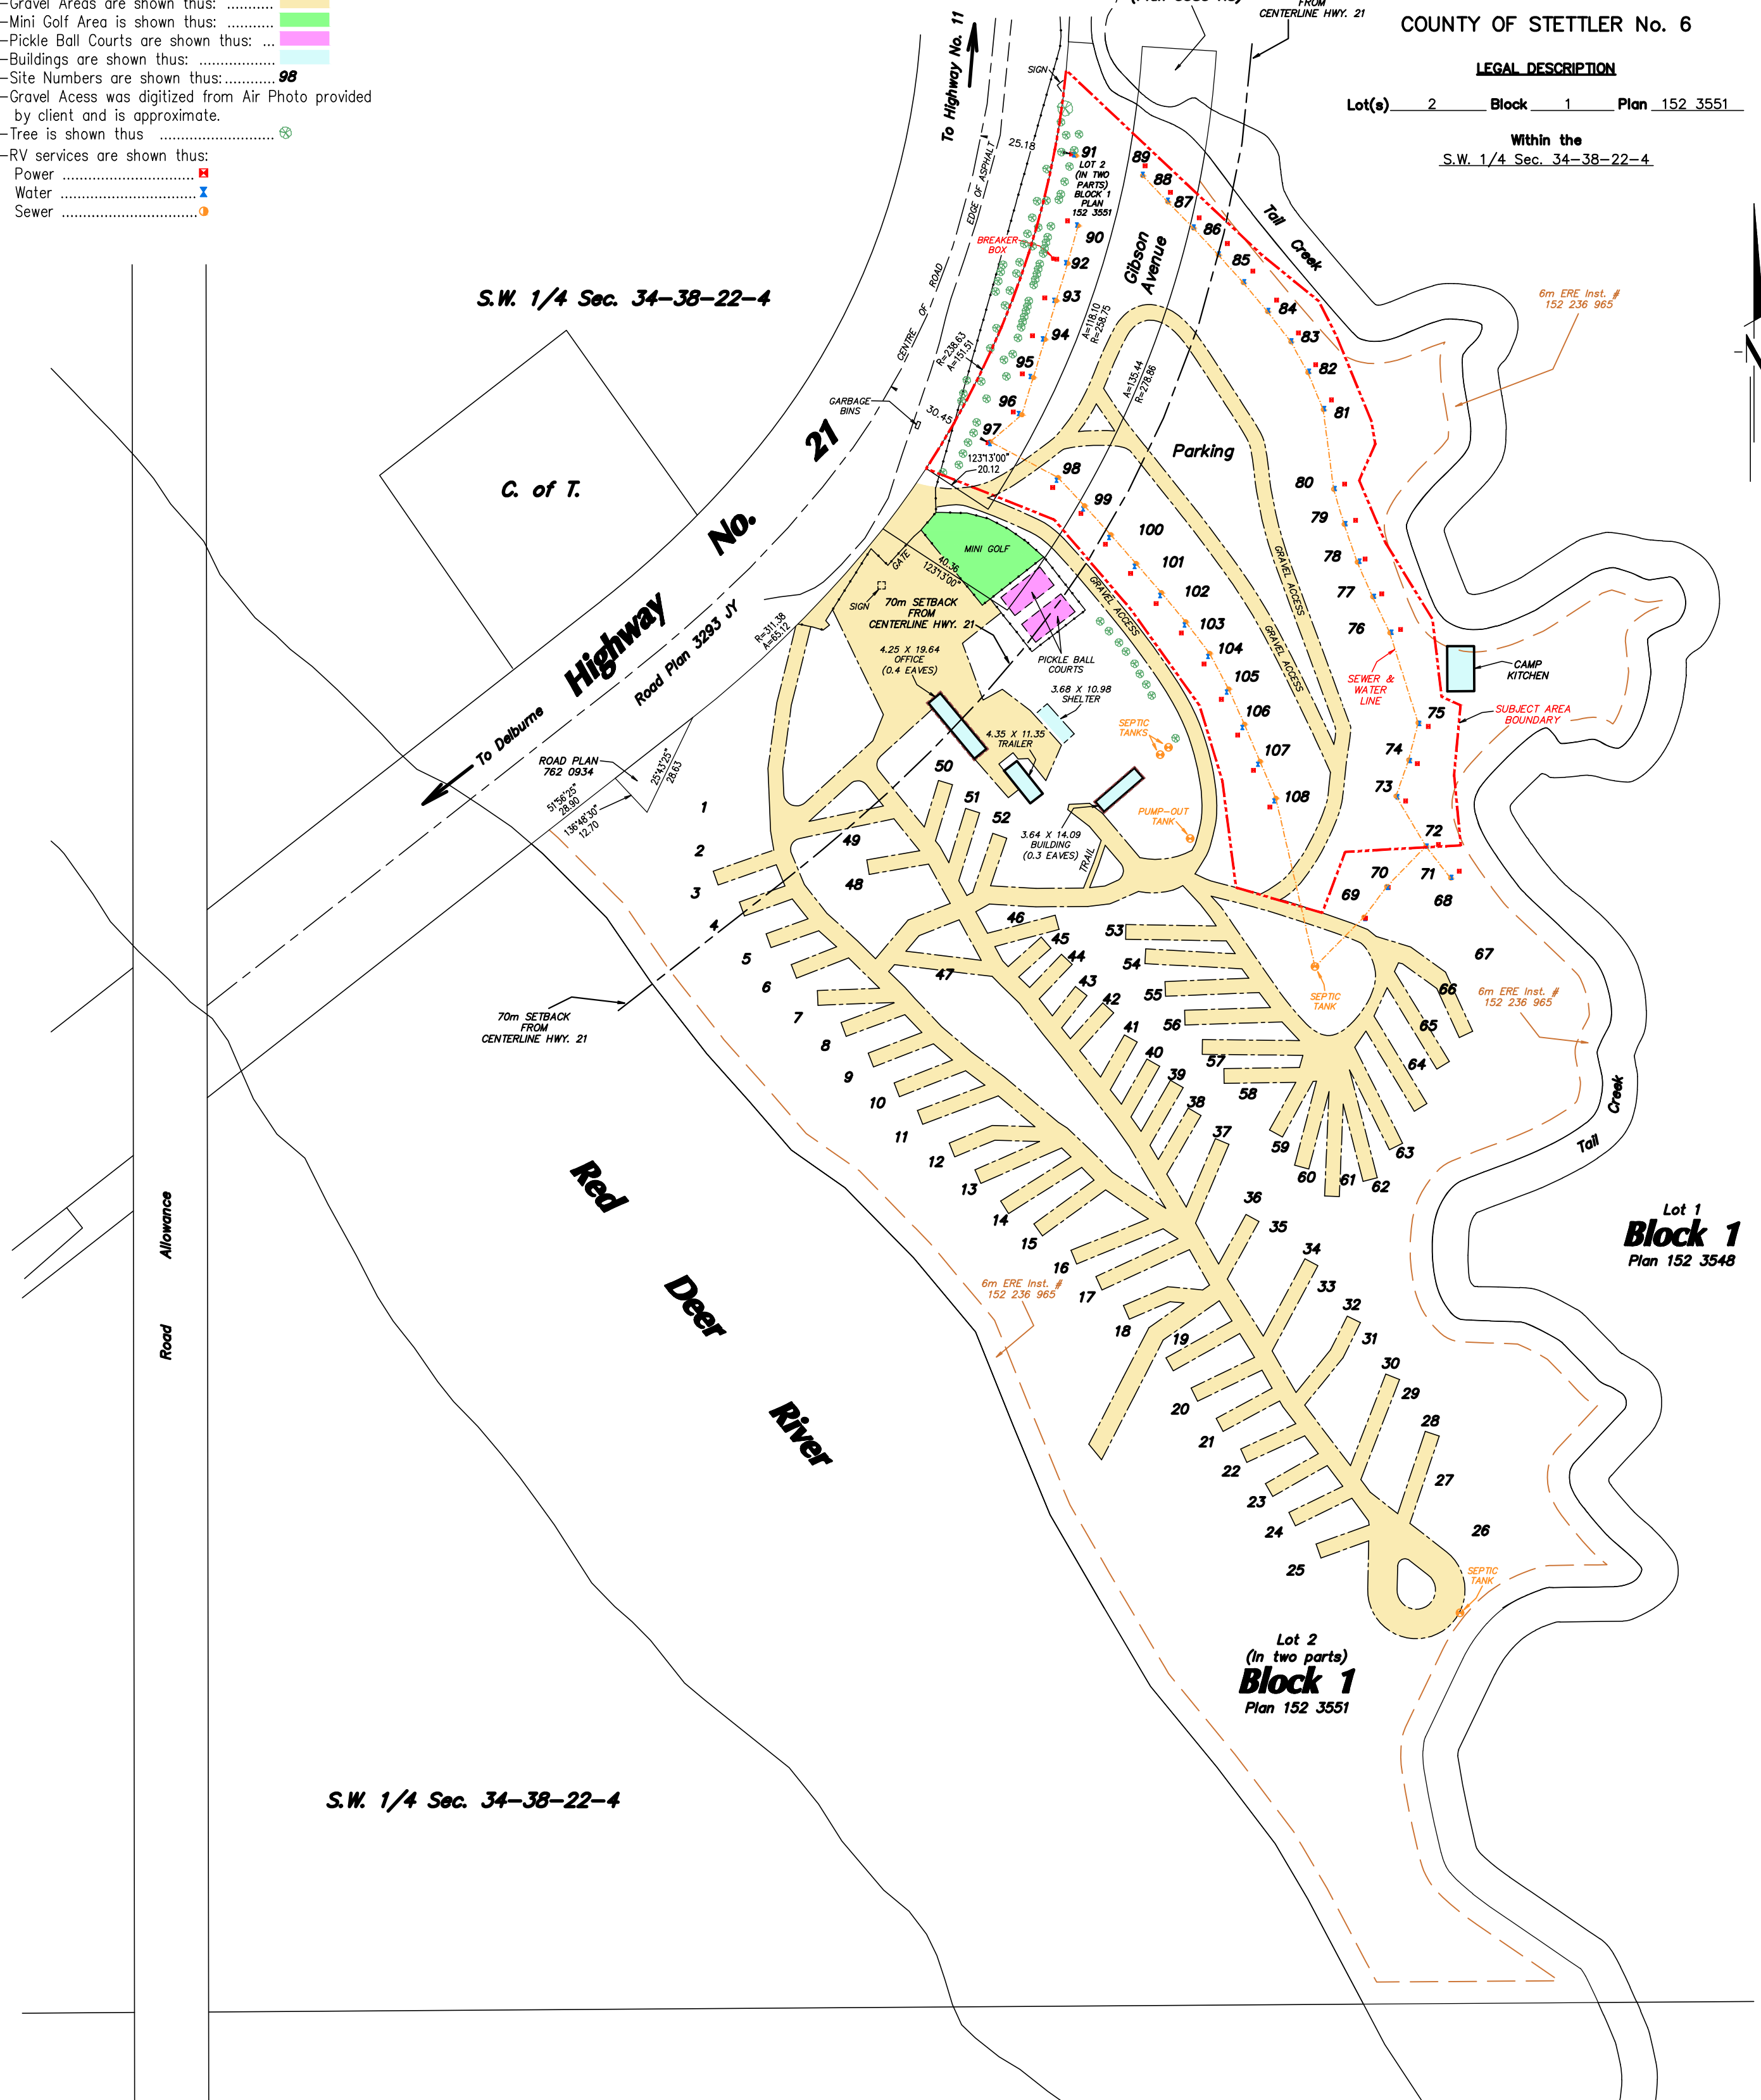 -Gravel Areas are shown thus: ...........
-Mini Golf Area is shown thus: ...........
-Pickle Ball Courts are shown thus: ...
-Buildings are shown thus: ..................
-Site Numbers are shown thus:............ 98
-Gravel Acess was digitized from Air Photo provided
by client and is approximate.
-Tree is shown thus ...........................
-RV services are shown thus:
Power ...............................
Water ................................
Sewer ................................
COUNTY OF STETTLER No. 6
LEGAL DESCRIPTION
Lot(s) 2 Block 1 Plan 152 3551
Within the
S.W. 1/4 Sec. 34-38-22-4
FROM
CENTERLINE HWY. 21
To Highway No. 11
SIGN
25.18
EDGE OF ASPHALT
CENTRE OF ROAD
91
LOT 2
(IN TWO
PARTS)
BLOCK 1
PLAN
152 3551
BREAKER
BOX
90
92
93
94
95
96
97
89
88
87
86
85
84
83
82
81
80
79
78
77
76
75
74
73
72
71
70
69
68
67
Gibson
Avenue
A=118.10
R=258.75
A=135.44
R=278.86
R=238.63
A=151.51
Tail
Creek
6m ERE Inst. #
152 236 965
S.W. 1/4 Sec. 34-38-22-4
C. of T.
GARBAGE
BINS
30.45
123°13'00"
20.12
Parking
98
99
100
101
102
103
104
105
106
107
108
GRAVEL ACCESS
GRAVEL ACCESS
GRAVEL ACCESS
MINI GOLF
GATE
40.36
123°13'00"
SIGN
70m SETBACK
FROM
CENTERLINE HWY. 21
4.25 X 19.64
OFFICE
(0.4 EAVES)
PICKLE BALL
COURTS
3.68 X 10.98
SHELTER
4.35 X 11.35
TRAILER
SEPTIC
TANKS
PUMP-OUT
TANK
3.64 X 14.09
BUILDING
(0.3 EAVES)
TRAIL
SEWER &
WATER
LINE
CAMP
KITCHEN
SUBJECT AREA
BOUNDARY
Highway No. 21
Road Plan 3293 JY
R=311.38
A=65.12
To Delburne
ROAD PLAN
762 0934
25°43'25"
28.63
51°56'25"
28.90
136°48'30"
12.70
70m SETBACK
FROM
CENTERLINE HWY. 21
1
2
3
4
5
6
7
8
9
10
11
12
13
14
15
16
17
18
19
20
21
22
23
24
25
26
27
28
29
30
31
32
33
34
35
36
37
38
39
40
41
42
43
44
45
46
47
48
49
50
51
52
53
54
55
56
57
58
59
60
61
62
63
64
65
66
SEPTIC
TANK
6m ERE Inst. #
152 236 965
Tail
Creek
Lot 1
Block 1
Plan 152 3548
Red
Deer
River
6m ERE Inst. #
152 236 965
Road Allowance
SEPTIC
TANK
Lot 2
(In two parts)
Block 1
Plan 152 3551
S.W. 1/4 Sec. 34-38-22-4